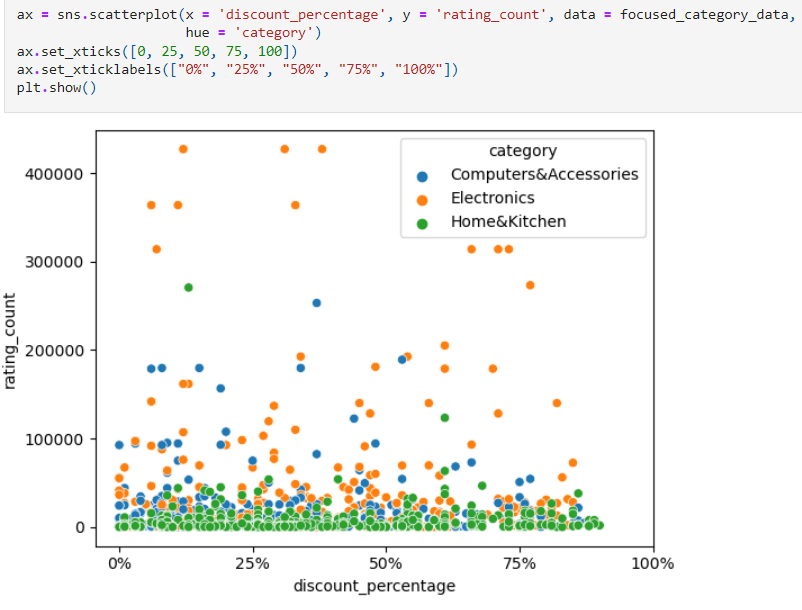 ax = sns.scatterplot(x = 'discount_percentage', y = 'rating_count', data = focused_category_data,
hue = 'category')
ax.set_xticks([0, 25, 50, 75, 100])
ax.set_xticklabels(["0%", "25%", "50%", "75%", "100%"])
plt.show()
category
Computers&Accessories
Electronics
Home&Kitchen
400000
300000
200000
100000
0
rating_count
0% 25% 50% 75% 100%
discount_percentage